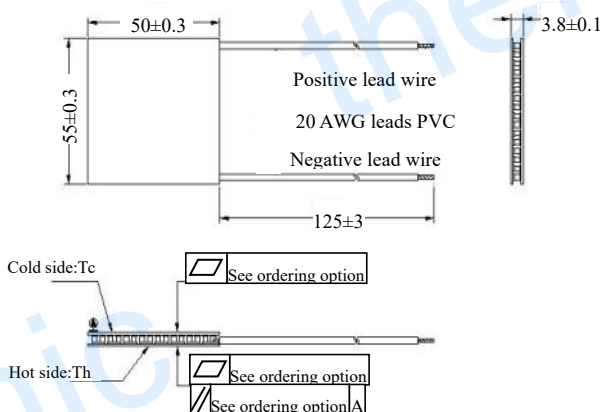 50±0.3
3.8±0.1
55±0.3
Positive lead wire
20 AWG leads PVC
Negative lead wire
125±3
Cold side:Tc
See ordering option
Hot side:Th
See ordering option
See ordering option A